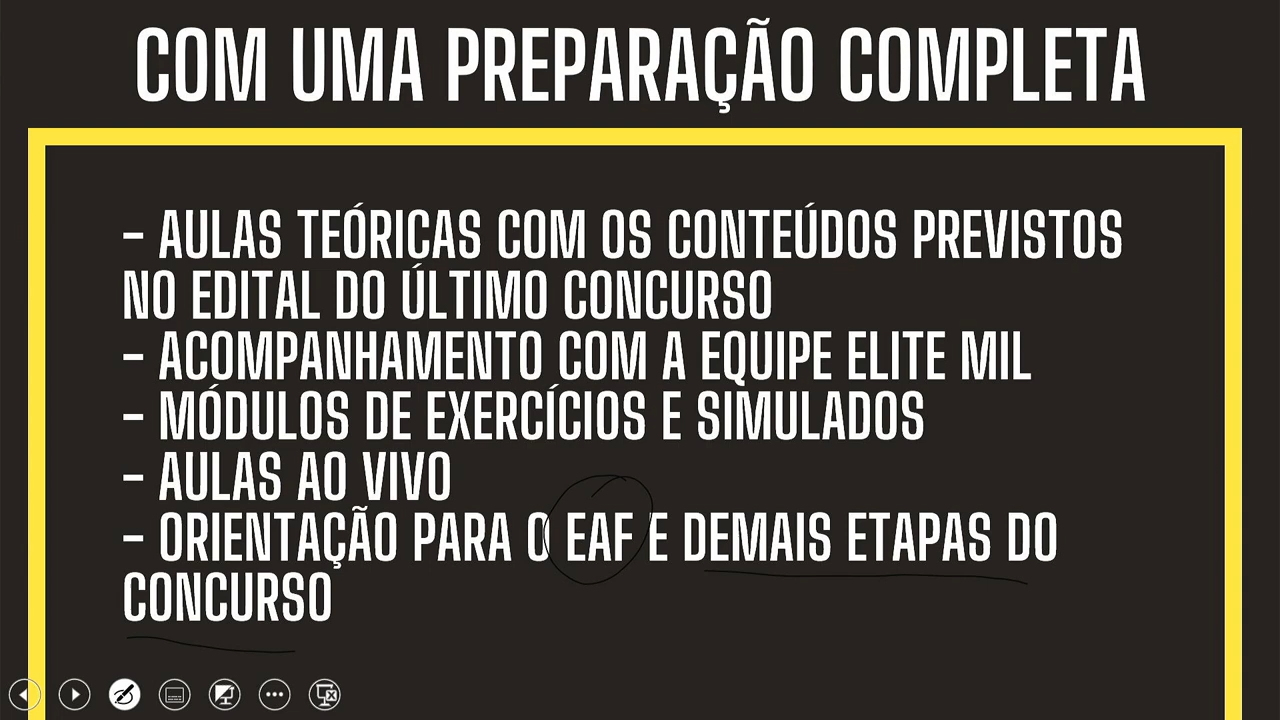 COM UMA PREPARAÇÃO COMPLETA
- AULAS TEÓRICAS COM OS CONTEÚDOS PREVISTOS
NO EDITAL DO ÚLTIMO CONCURSO
- ACOMPANHAMENTO COM A EQUIPE ELITE MIL
- MÓDULOS DE EXERCÍCIOS E SIMULADOS
- AULAS AO VIVO
- ORIENTAÇÃO PARA O EAF E DEMAIS ETAPAS DO
CONCURSO